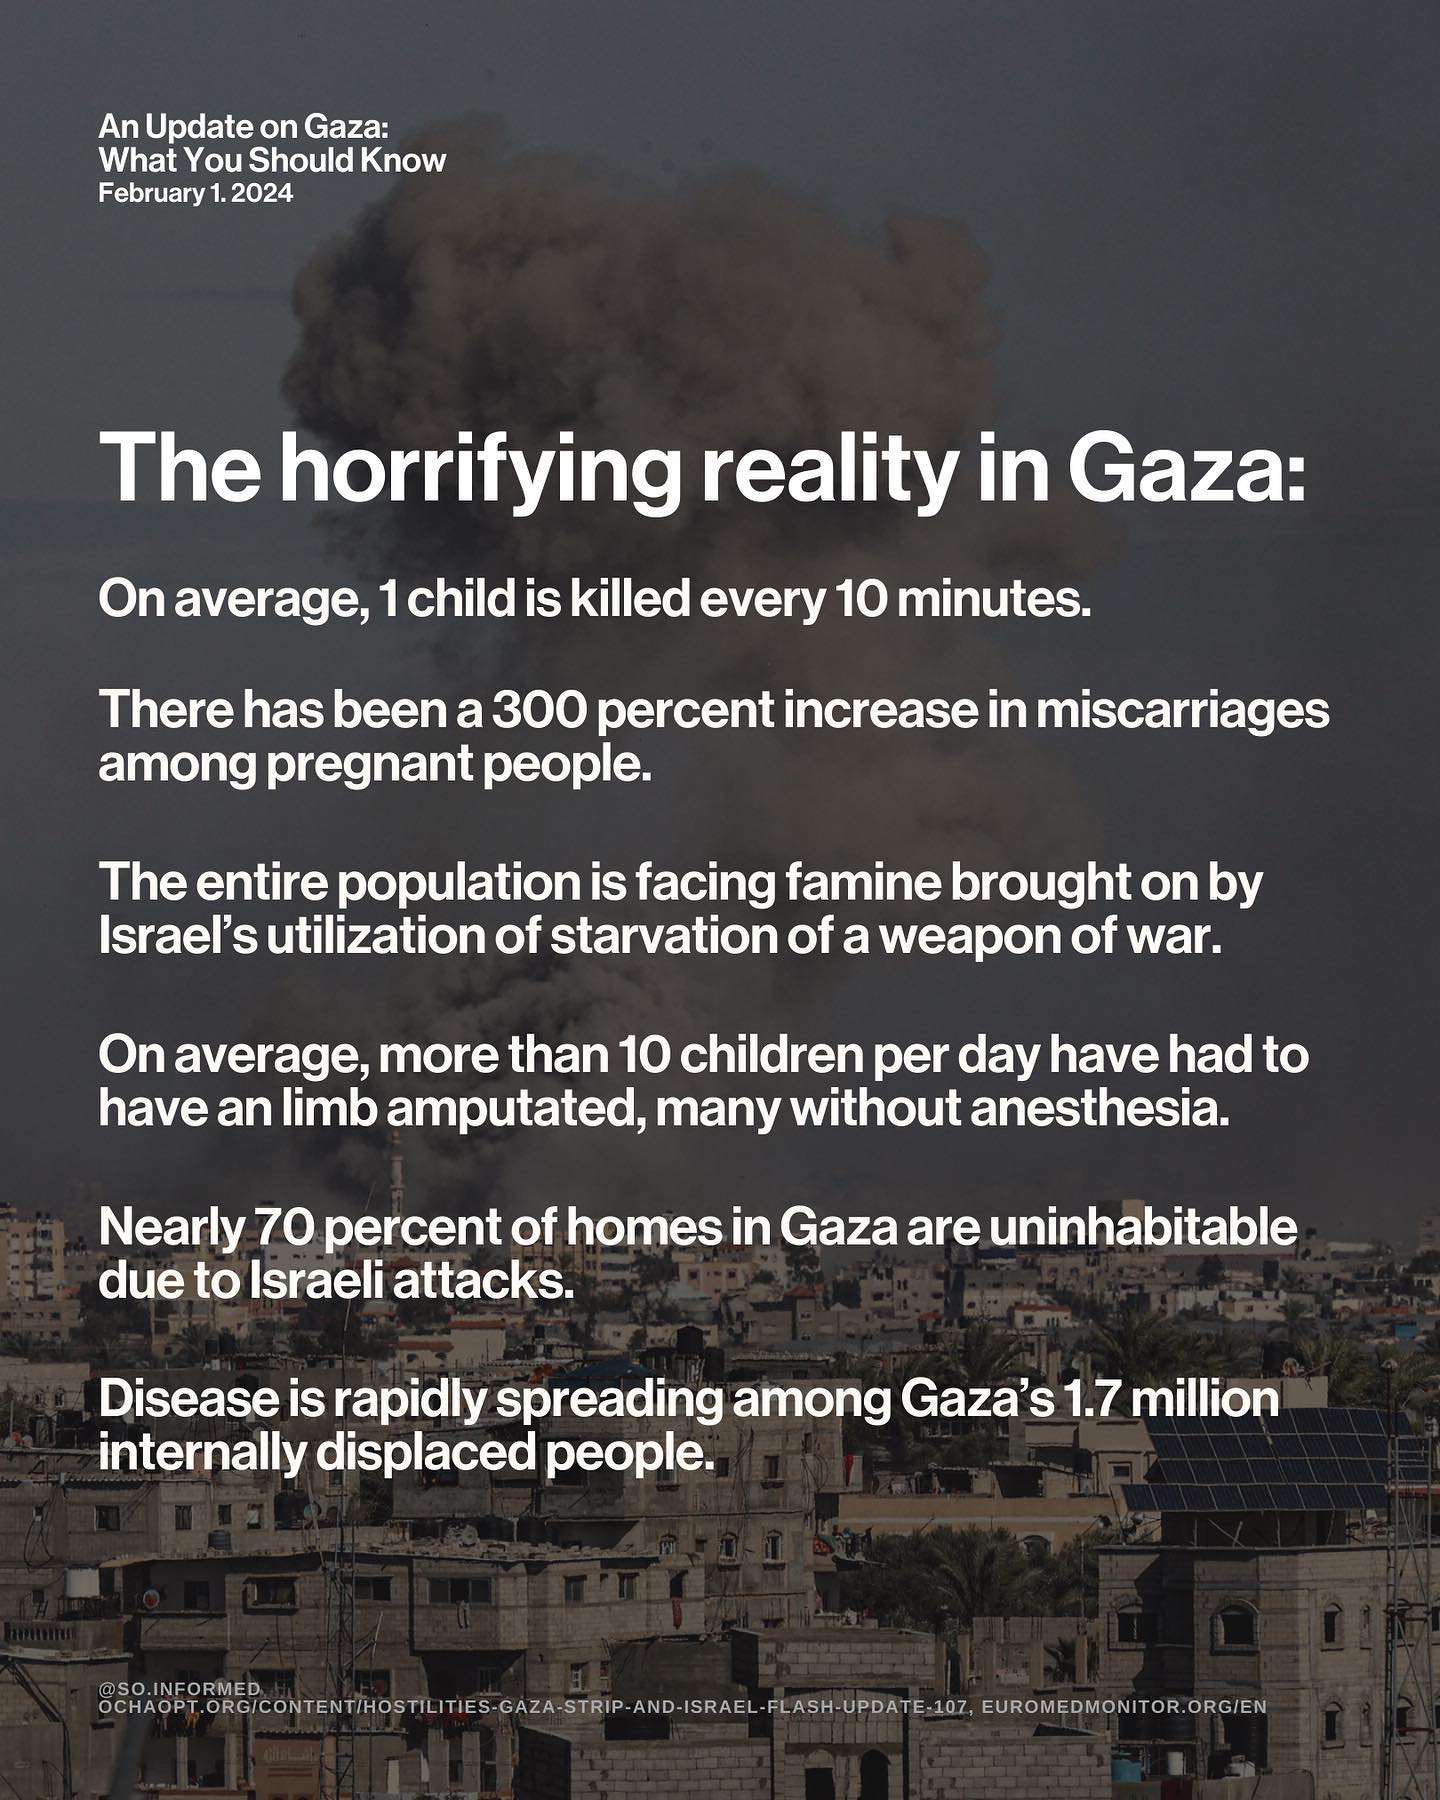 An Update on Gaza:
What You Should Know
February 1. 2024
The horrifying reality in Gaza:
On average, 1 child is killed every 10 minutes.
There has been a 300 percent increase in miscarriages
among pregnant people.
The entire population is facing famine brought on by
Israel’s utilization of starvation of a weapon of war.
On average, more than 10 children per day have had to
have an limb amputated, many without anesthesia.
Nearly 70 percent of homes in Gaza are uninhabitable
due to Israeli attacks.
Disease is rapidly spreading among Gaza’s 1.7 million
internally displaced people.
@SO.INFORMED
OCHAOPT.ORG/CONTENT/HOSTILITIES-GAZA-STRIP-AND-ISRAEL-FLASH-UPDATE-107, EUROMEDMONITOR.ORG/EN